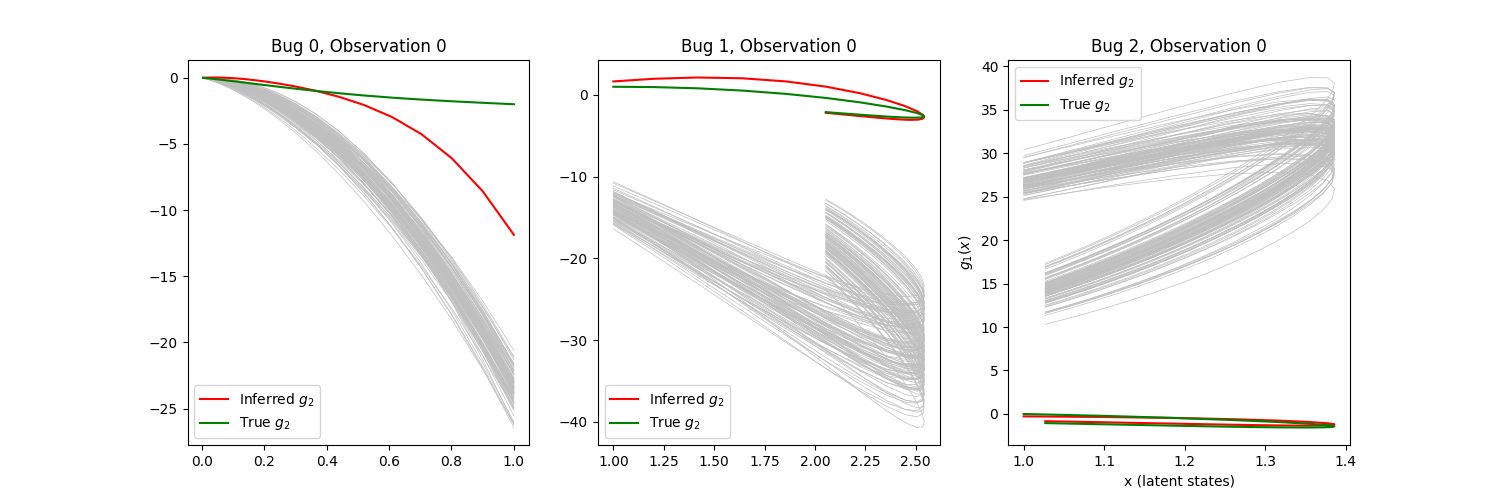 Bug 0, Observation 0
0
−5
−10
−15
−20
−25
Inferred g₂
True g₂
0.0 0.2 0.4 0.6 0.8 1.0
Bug 1, Observation 0
0
−10
−20
−30
−40
Inferred g₂
True g₂
1.00 1.25 1.50 1.75 2.00 2.25 2.50
Bug 2, Observation 0
Inferred g₂
True g₂
40
35
30
25
20
15
10
5
0
g₁(x)
1.0 1.1 1.2 1.3 1.4
x (latent states)